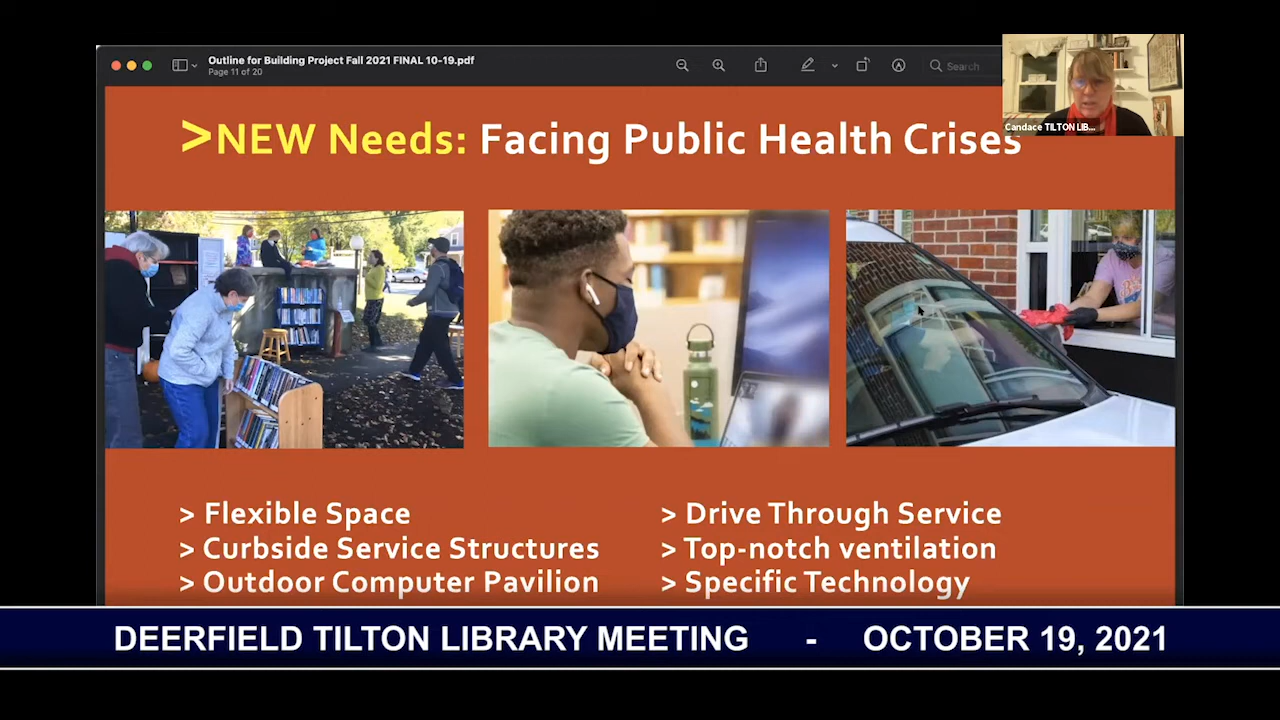 Outline for Building Project Fall 2021 FINAL 10-19.pdf
Page 11 of 20
Search
Candace TILTON LIB...
>NEW Needs: Facing Public Health Crises
> Flexible Space
> Curbside Service Structures
> Outdoor Computer Pavilion
> Drive Through Service
> Top-notch ventilation
> Specific Technology
DEERFIELD TILTON LIBRARY MEETING - OCTOBER 19, 2021